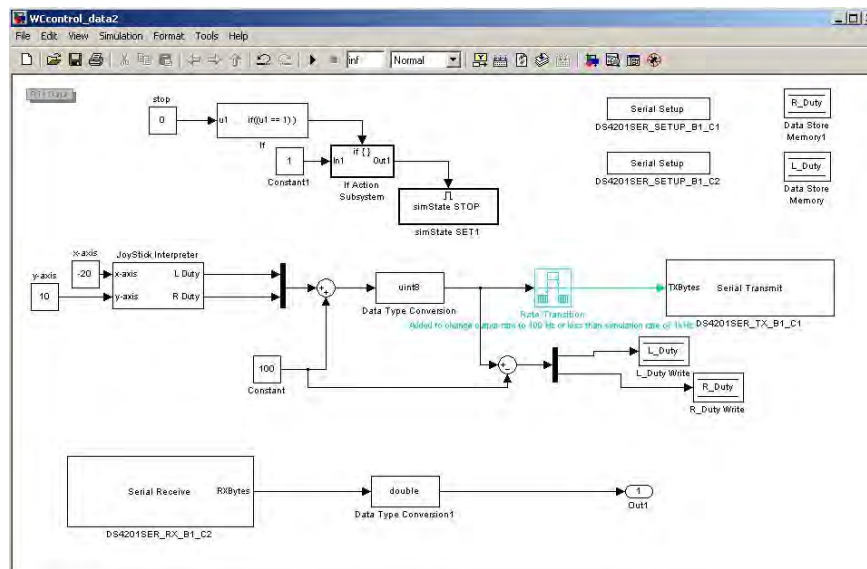 WCcontrol_data2
File Edit View Simulation Format Tools Help
inf Normal
RTI Data
stop
0
u1 if((u1 == 1) )
If
1
Constant1
if { }
In1 Out1
If Action
Subsystem
simState STOP
simState SET1
Serial Setup
DS4201SER_SETUP_B1_C1
Serial Setup
DS4201SER_SETUP_B1_C2
R_Duty
Data Store
Memory1
L_Duty
Data Store
Memory
x-axis
-20
y-axis
10
JoyStick Interpreter
x-axis L Duty
y-axis R Duty
uint8
Data Type Conversion
Rate Transition
Added to change output rate to 100 Hz or less than simulation rate of 1kHz
TXBytes Serial Transmit
DS4201SER_TX_B1_C1
100
Constant
L_Duty
L_Duty Write
R_Duty
R_Duty Write
Serial Receive RXBytes
DS4201SER_RX_B1_C2
double
Data Type Conversion1
1
Out1